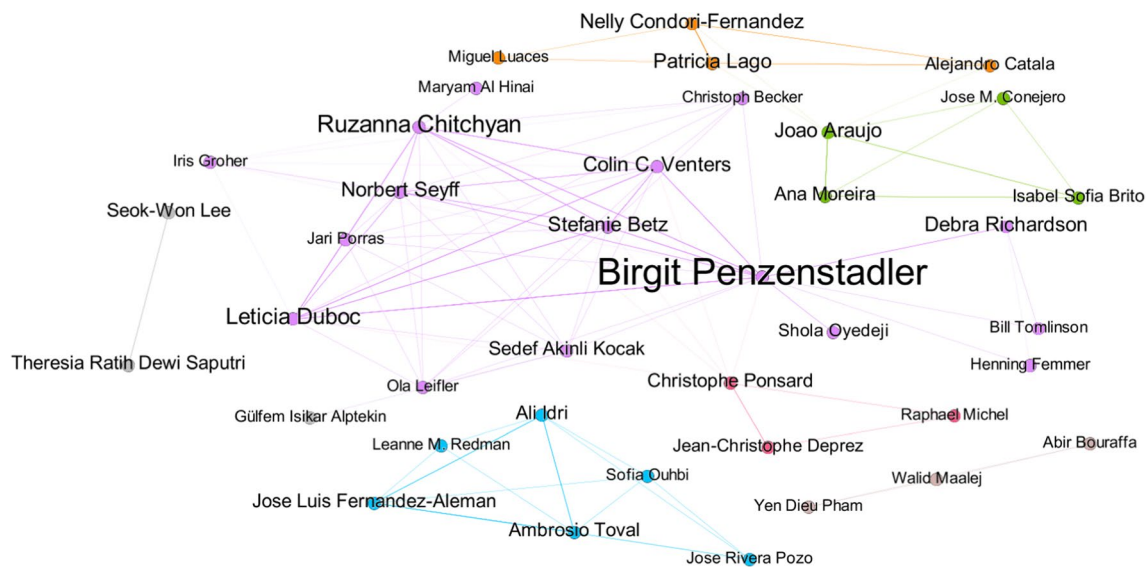 Nelly Condori-Fernandez
Miguel Luaces
Patricia Lago
Alejandro Catala
Maryam Al Hinai
Christoph Becker
Jose M. Conejero
Ruzanna Chitchyan
Joao Araujo
Iris Groher
Colin C. Venters
Norbert Seyff
Ana Moreira
Isabel Sofia Brito
Seok-Won Lee
Stefanie Betz
Debra Richardson
Jari Porras
Birgit Penzenstadler
Leticia Duboc
Shola Oyedeji
Bill Tomlinson
Sedef Akinli Kocak
Theresia Ratih Dewi Saputri
Henning Femmer
Christophe Ponsard
Ola Leifler
Gülfem Isikar Alptekin
Ali Idri
Raphael Michel
Leanne M. Redman
Jean-Christophe Deprez
Abir Bouraffa
Sofia Ouhbi
Walid Maalej
Jose Luis Fernandez-Aleman
Yen Dieu Pham
Ambrosio Toval
Jose Rivera Pozo